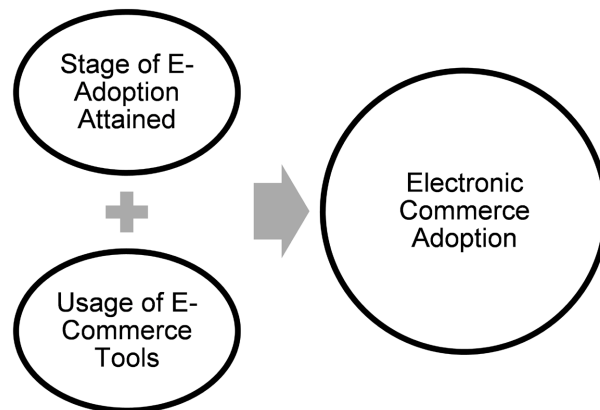 Stage of E-
Adoption
Attained
Usage of E-
Commerce
Tools
Electronic
Commerce
Adoption